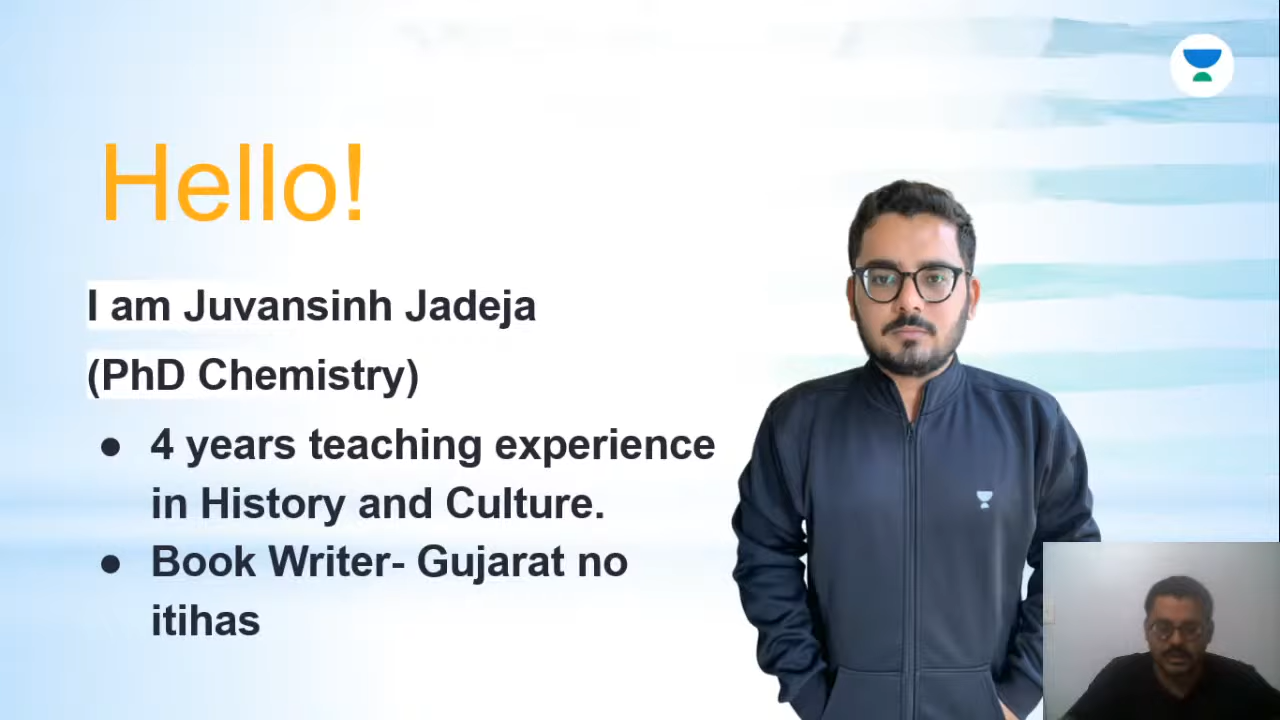 Hello!
I am Juvansinh Jadeja
(PhD Chemistry)
● 4 years teaching experience
in History and Culture.
● Book Writer- Gujarat no
itihas